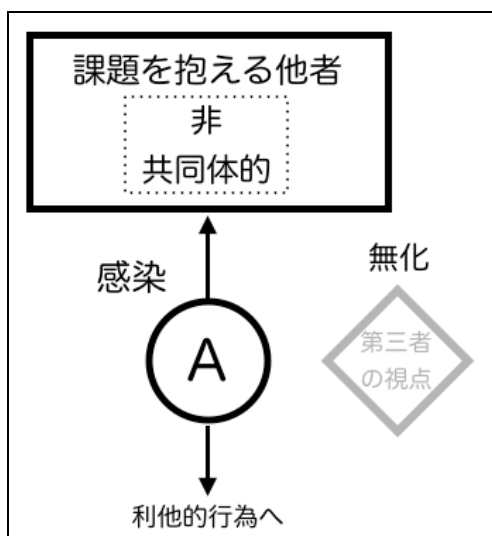 課題を抱える他者
非
共同体的
感染
無化
A
第三者
の視点
利他的行為へ